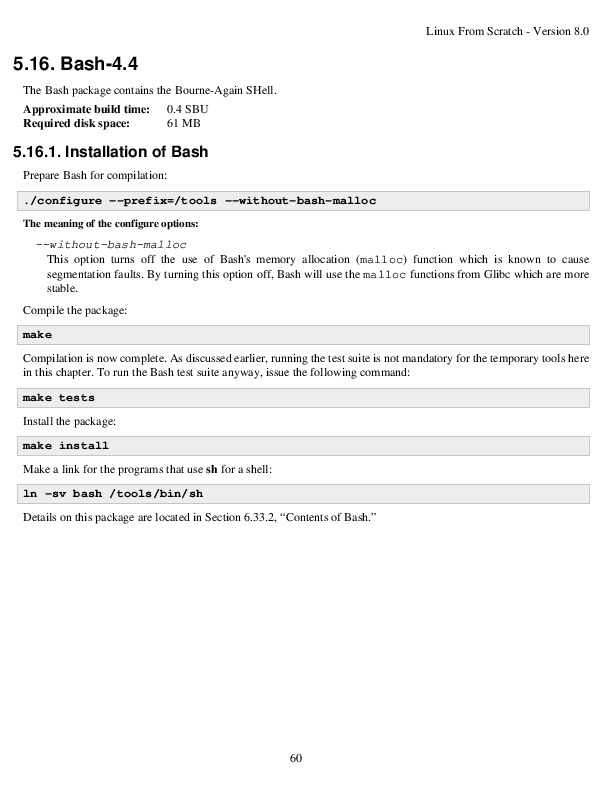 Linux From Scratch - Version 8.0
5.16. Bash-4.4
The Bash package contains the Bourne-Again SHell.
Approximate build time: 0.4 SBU
Required disk space: 61 MB
5.16.1. Installation of Bash
Prepare Bash for compilation:
./configure --prefix=/tools --without-bash-malloc
The meaning of the configure options:
--without-bash-malloc
This option turns off the use of Bash's memory allocation (malloc) function which is known to cause
segmentation faults. By turning this option off, Bash will use the malloc functions from Glibc which are more
stable.
Compile the package:
make
Compilation is now complete. As discussed earlier, running the test suite is not mandatory for the temporary tools here
in this chapter. To run the Bash test suite anyway, issue the following command:
make tests
Install the package:
make install
Make a link for the programs that use sh for a shell:
ln -sv bash /tools/bin/sh
Details on this package are located in Section 6.33.2, “Contents of Bash.”
60